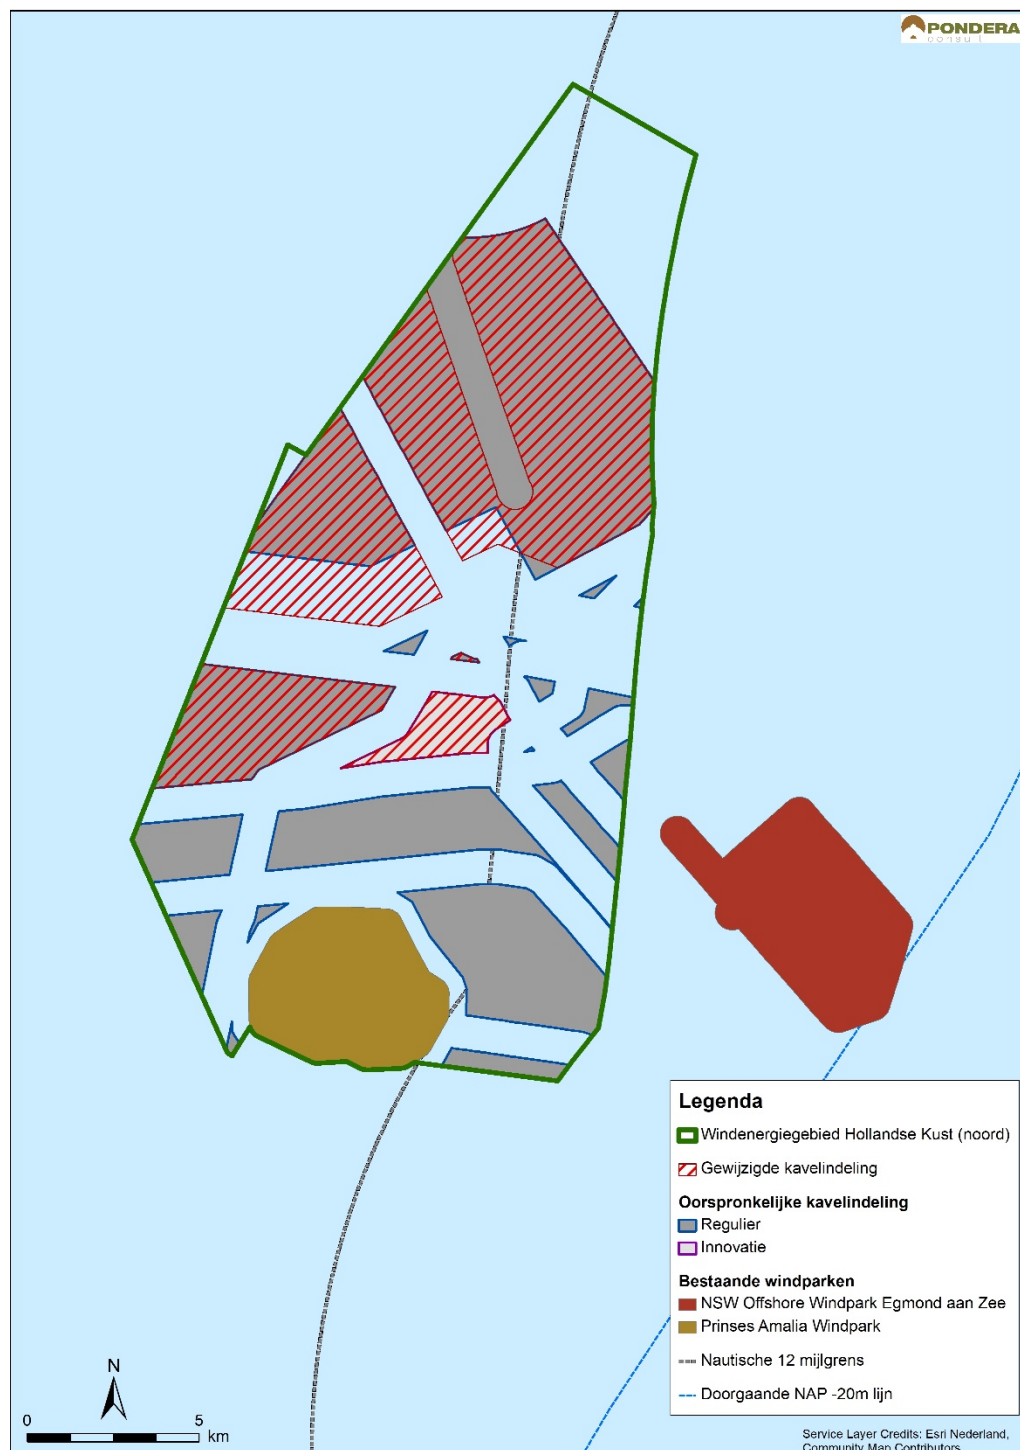 PONDERA
consult
Legenda
Windenergiegebied Hollandse Kust (noord)
Gewijzigde kavelindeling
Oorspronkelijke kavelindeling
Regulier
Innovatie
Bestaande windparken
NSW Offshore Windpark Egmond aan Zee
Prinses Amalia Windpark
Nautische 12 mijlgrens
Doorgaande NAP -20m lijn
N
0 5
km
Service Layer Credits: Esri Nederland,
Community Map Contributors